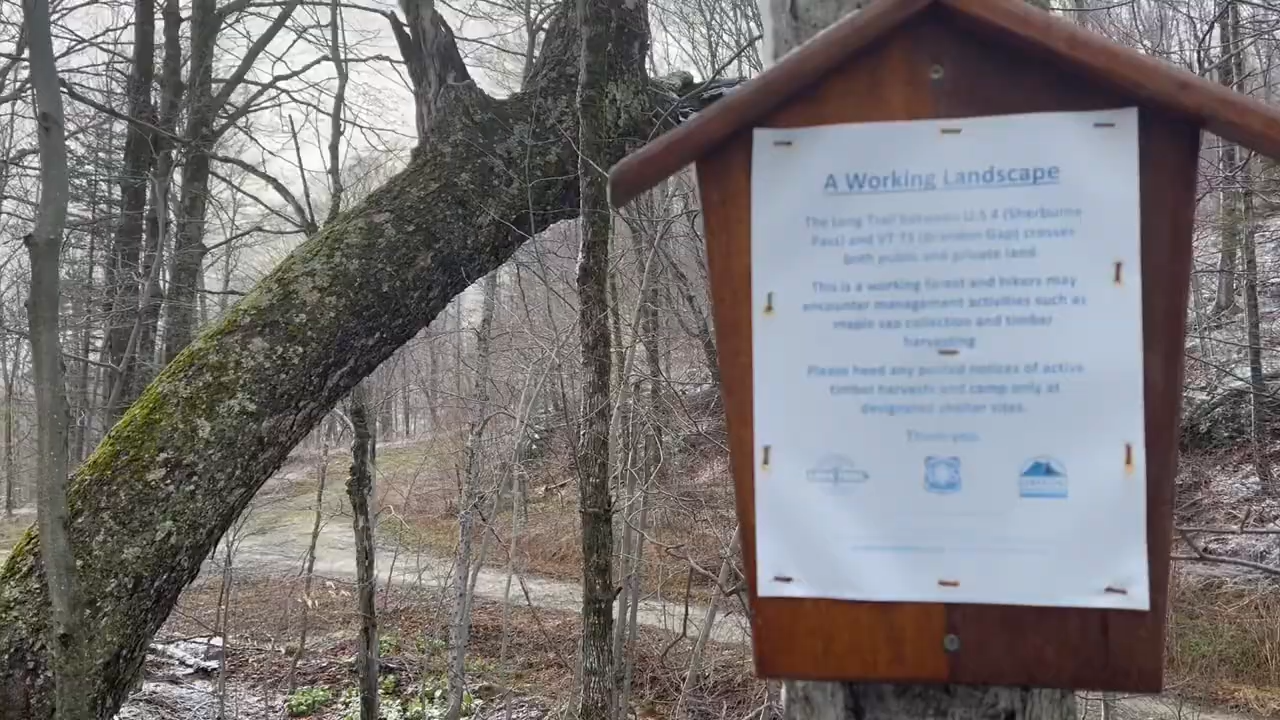 A Working Landscape
The Long Trail between U.S 4 (Sherburne
Pass) and VT 73 (Brandon Gap) crosses
both public and private land
This is a working forest and hikers may
encounter management activities such as
maple sap collection and timber
harvesting
Please heed any posted notices of active
timber harvests and camp only at
designated shelter sites.
Thank you